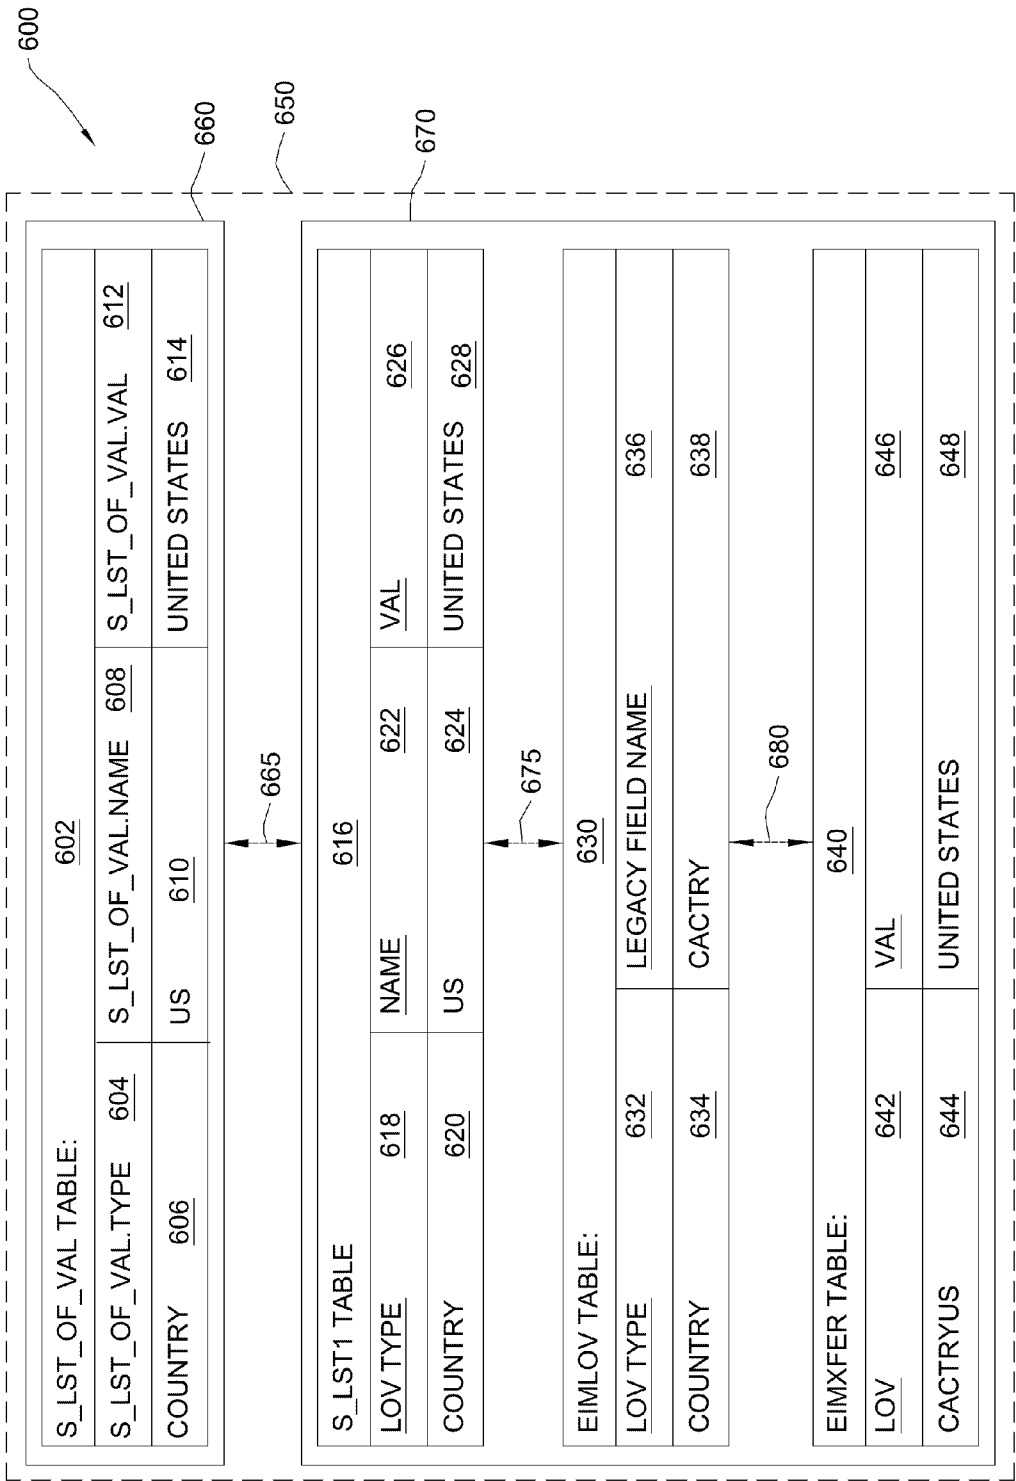 600
650
660
S_LST_OF_VAL TABLE: 602
S_LST_OF_VAL.TYPE 604 S_LST_OF_VAL.NAME 608 S_LST_OF_VAL.VAL 612
COUNTRY 606 US 610 UNITED STATES 614
665
670
S_LST1 TABLE 616
LOV TYPE 618 NAME 622 VAL 626
COUNTRY 620 US 624 UNITED STATES 628
675
EIMLOV TABLE: 630
LOV TYPE 632 LEGACY FIELD NAME 636
COUNTRY 634 CACTRY 638
680
EIMXFER TABLE: 640
LOV 642 VAL 646
CACTRYUS 644 UNITED STATES 648